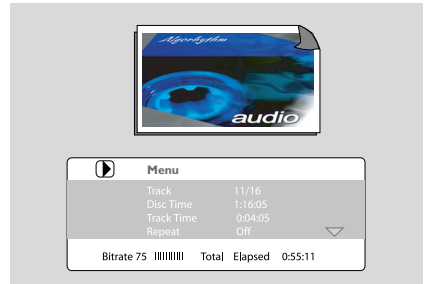 Algorhythm
audio
Menu
Track 11/16
Disc Time 1:16:05
Track Time 0:04:05
Repeat Off
Bitrate 75 Total Elapsed 0:55:11